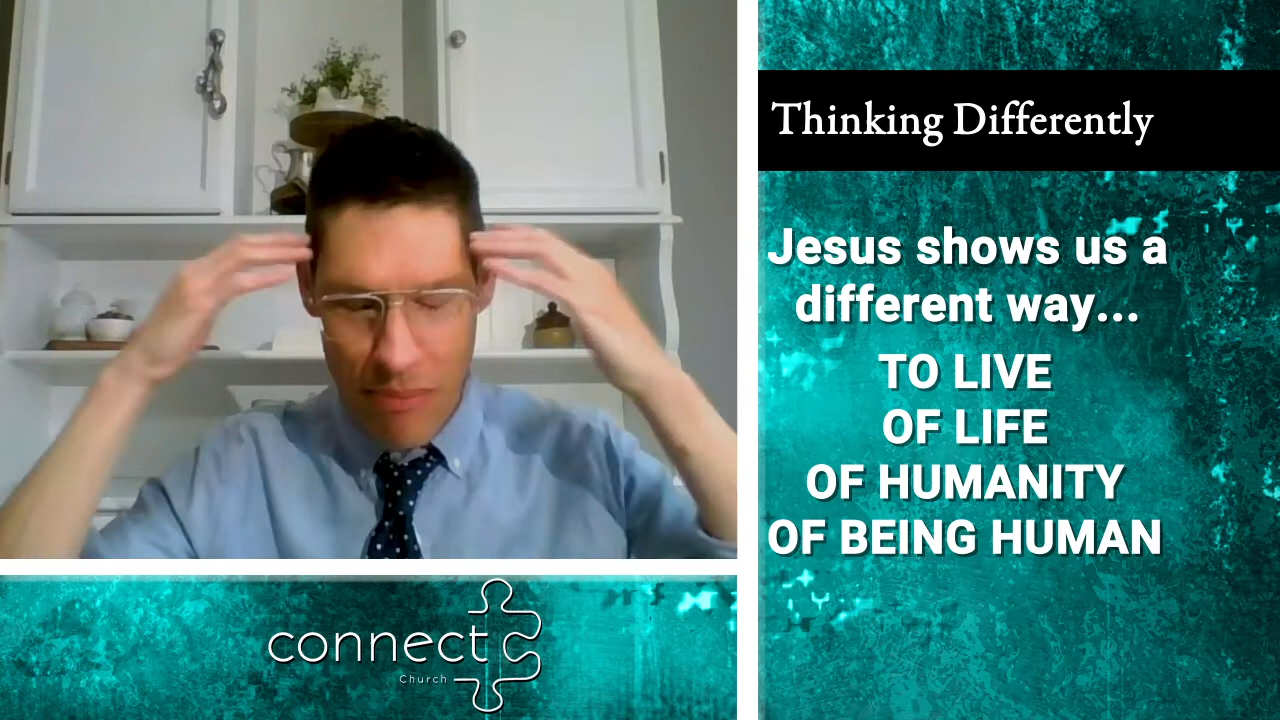 Thinking Differently
Jesus shows us a
different way...
TO LIVE
OF LIFE
OF HUMANITY
OF BEING HUMAN
connect
Church